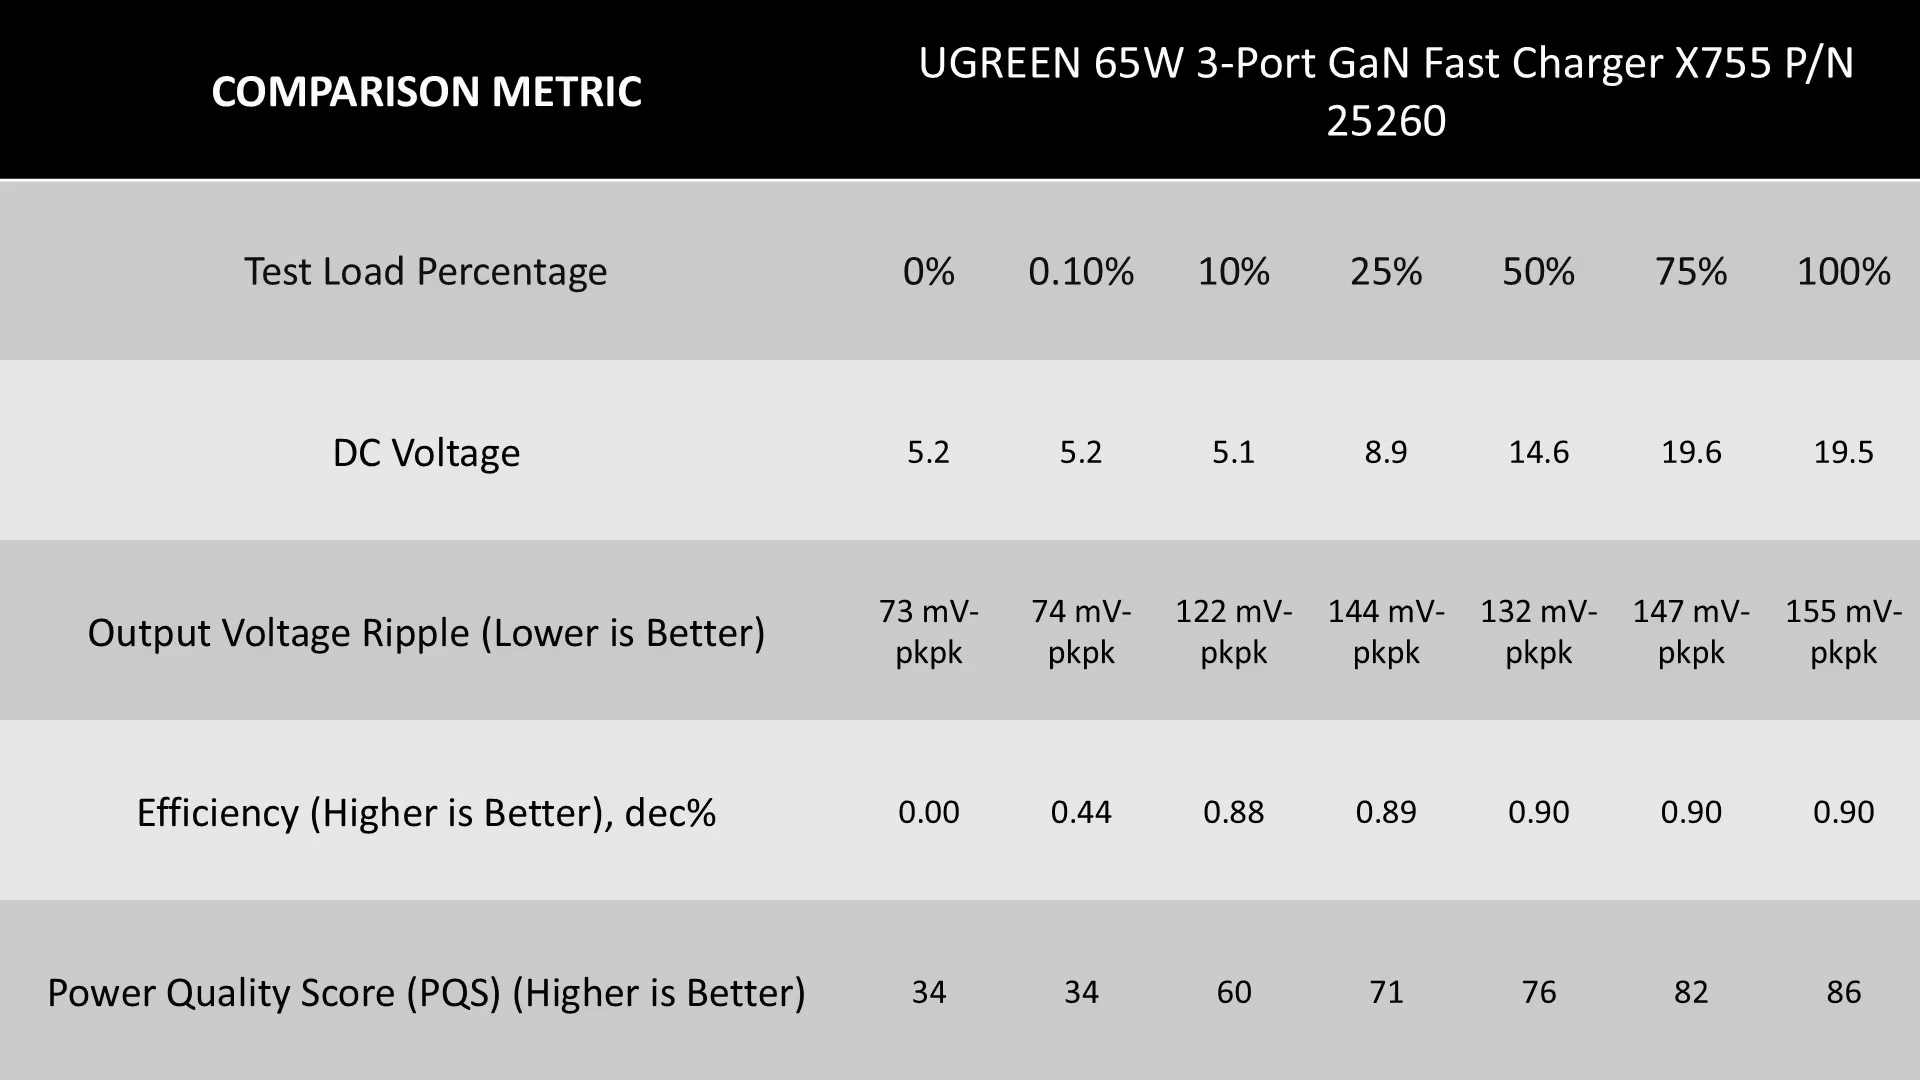 COMPARISON METRIC
UGREEN 65W 3-Port GaN Fast Charger X755 P/N
25260
Test Load Percentage 0% 0.10% 10% 25% 50% 75% 100%
DC Voltage 5.2 5.2 5.1 8.9 14.6 19.6 19.5
Output Voltage Ripple (Lower is Better) 73 mV- 74 mV- 122 mV- 144 mV- 132 mV- 147 mV- 155 mV-
pkpk pkpk pkpk pkpk pkpk pkpk pkpk
Efficiency (Higher is Better), dec% 0.00 0.44 0.88 0.89 0.90 0.90 0.90
Power Quality Score (PQS) (Higher is Better) 34 34 60 71 76 82 86